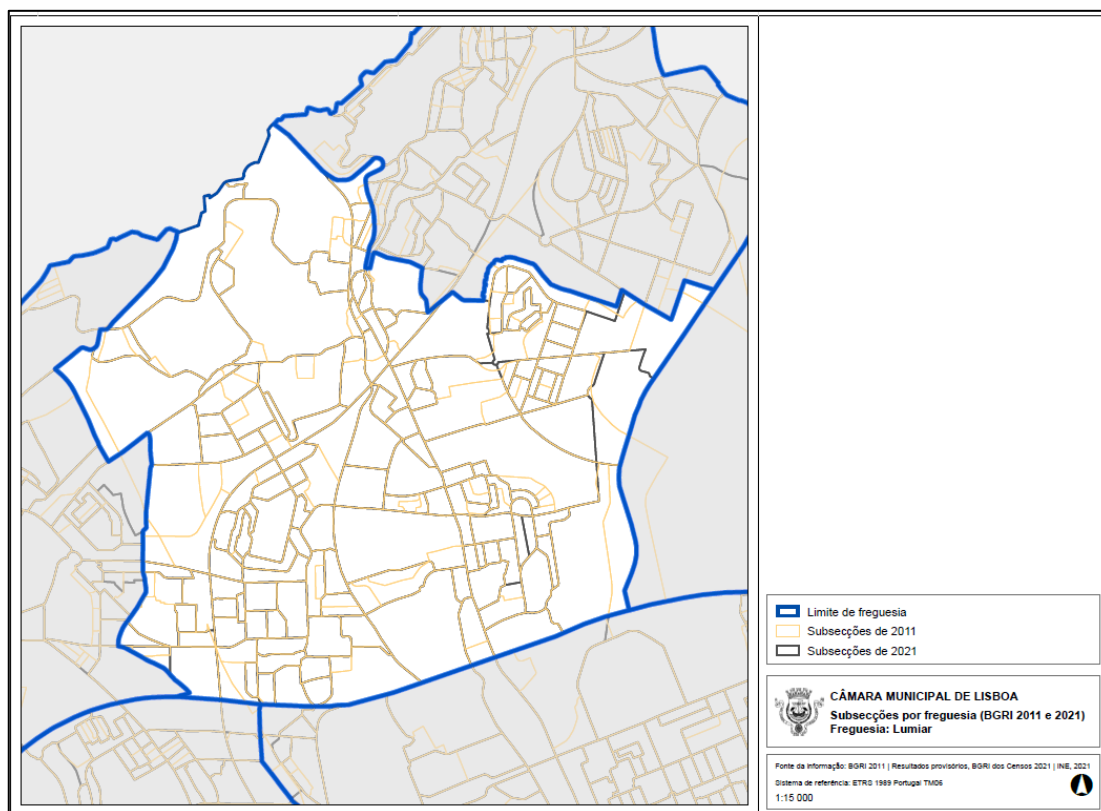 Limite de freguesia
Subsecções de 2011
Subsecções de 2021
CÂMARA MUNICIPAL DE LISBOA
Subsecções por freguesia (BGRI 2011 e 2021)
Freguesia: Lumiar
Fonte da informação: BGRI 2011 | Resultados provisórios, BGRI dos Censos 2021 | INE, 2021
Sistema de referência: ETRS 1989 Portugal TM06
1:15 000